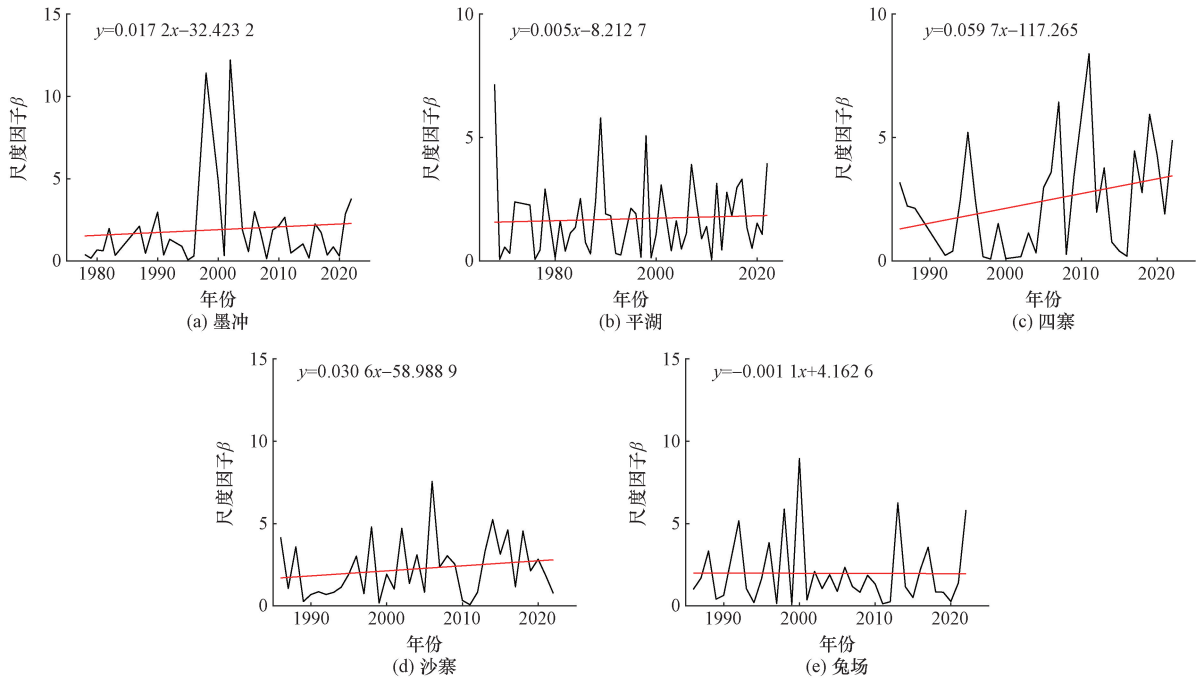 y=0.017 2x−32.423 2
15
10
5
0
尺度因子β
1980 1990 2000 2010 2020
年份
(a) 墨冲
y=0.005x−8.212 7
10
5
0
尺度因子β
1980 2000 2020
年份
(b) 平湖
y=0.059 7x−117.265
10
5
0
尺度因子β
1990 2000 2010 2020
年份
(c) 四寨
y=0.030 6x−58.988 9
15
10
5
0
尺度因子β
1990 2000 2010 2020
年份
(d) 沙寨
y=−0.001 1x+4.162 6
15
10
5
0
尺度因子β
1990 2000 2010 2020
年份
(e) 兔场